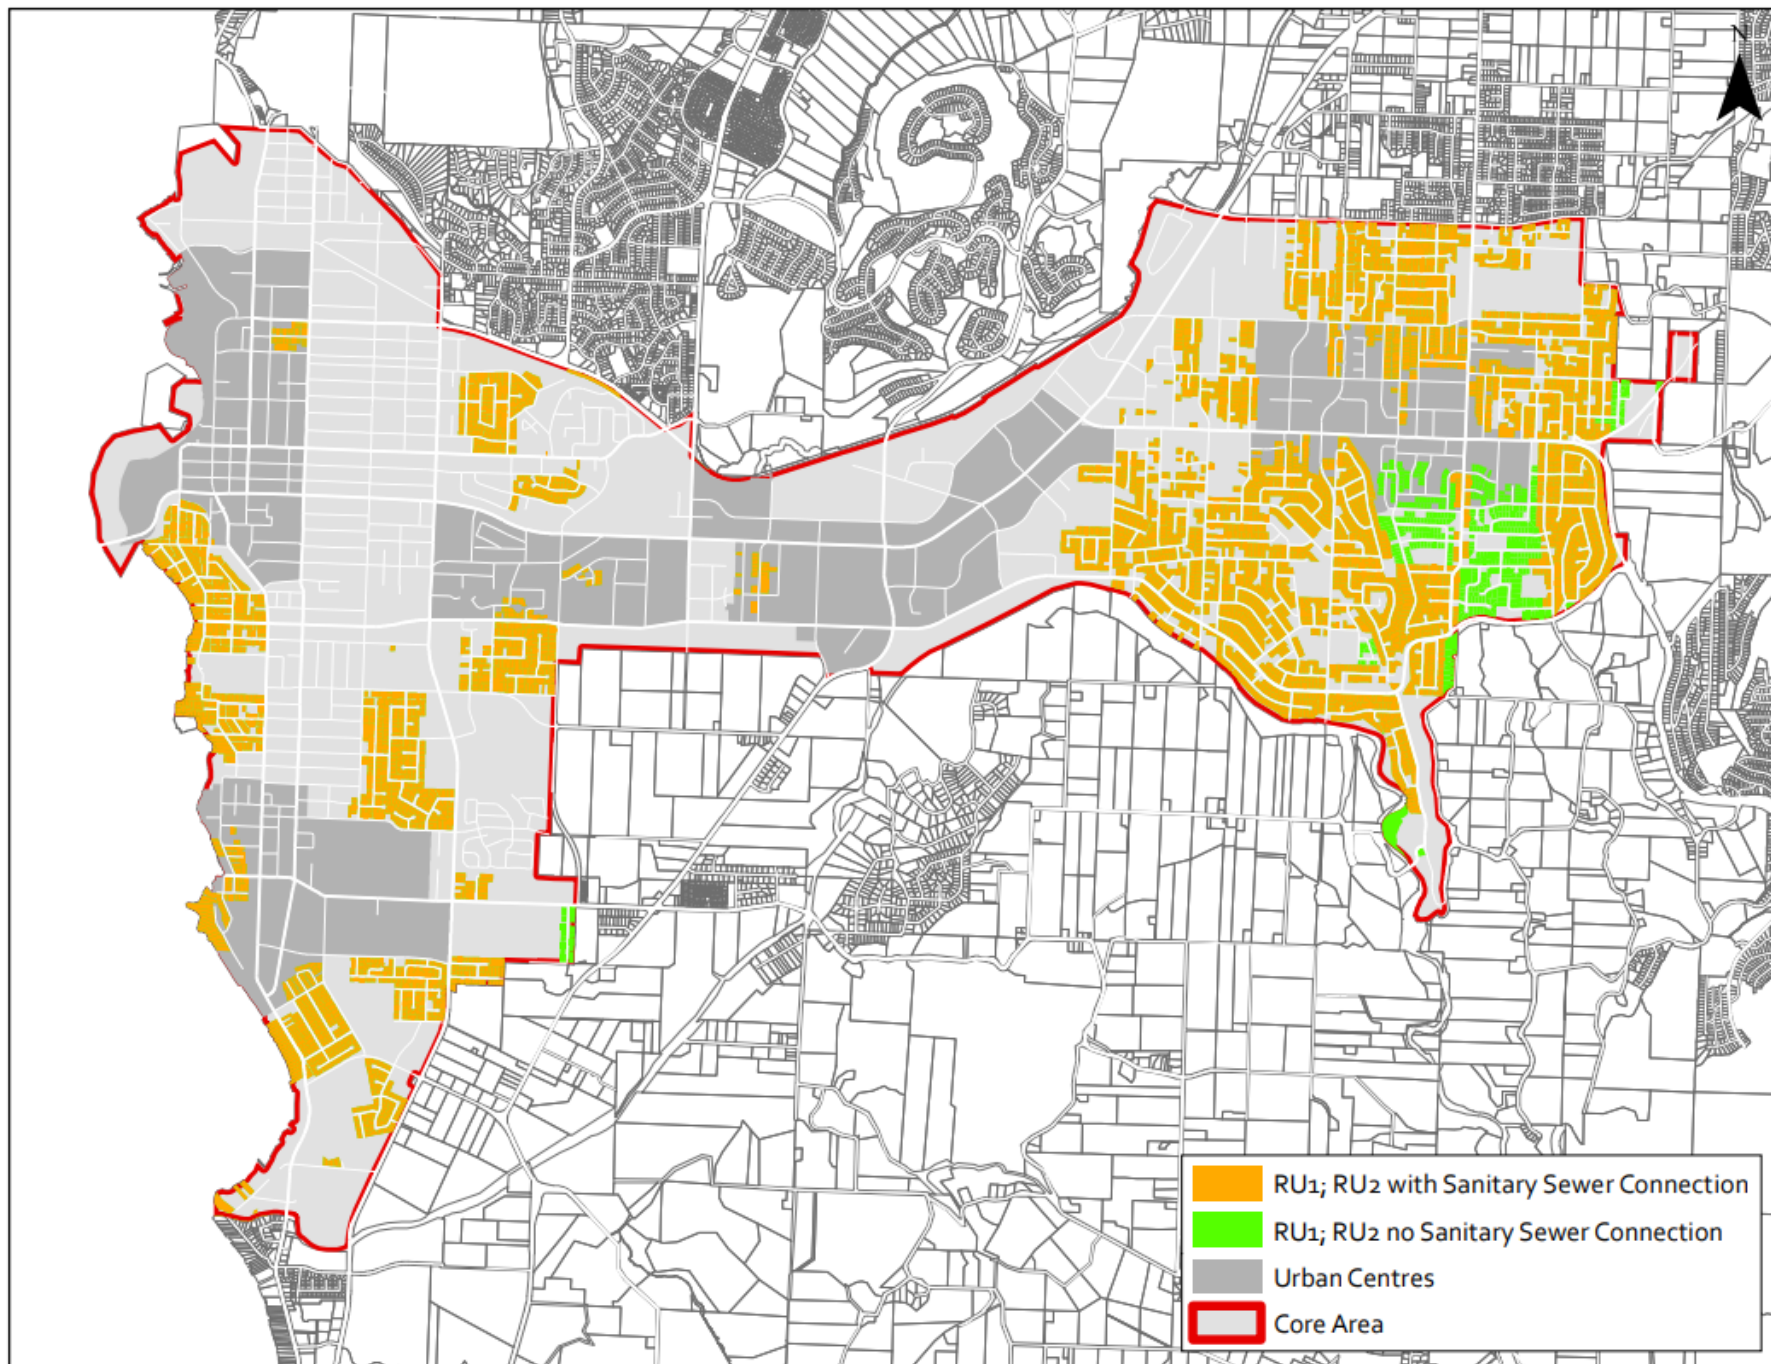 N
RU1; RU2 with Sanitary Sewer Connection
RU1; RU2 no Sanitary Sewer Connection
Urban Centres
Core Area